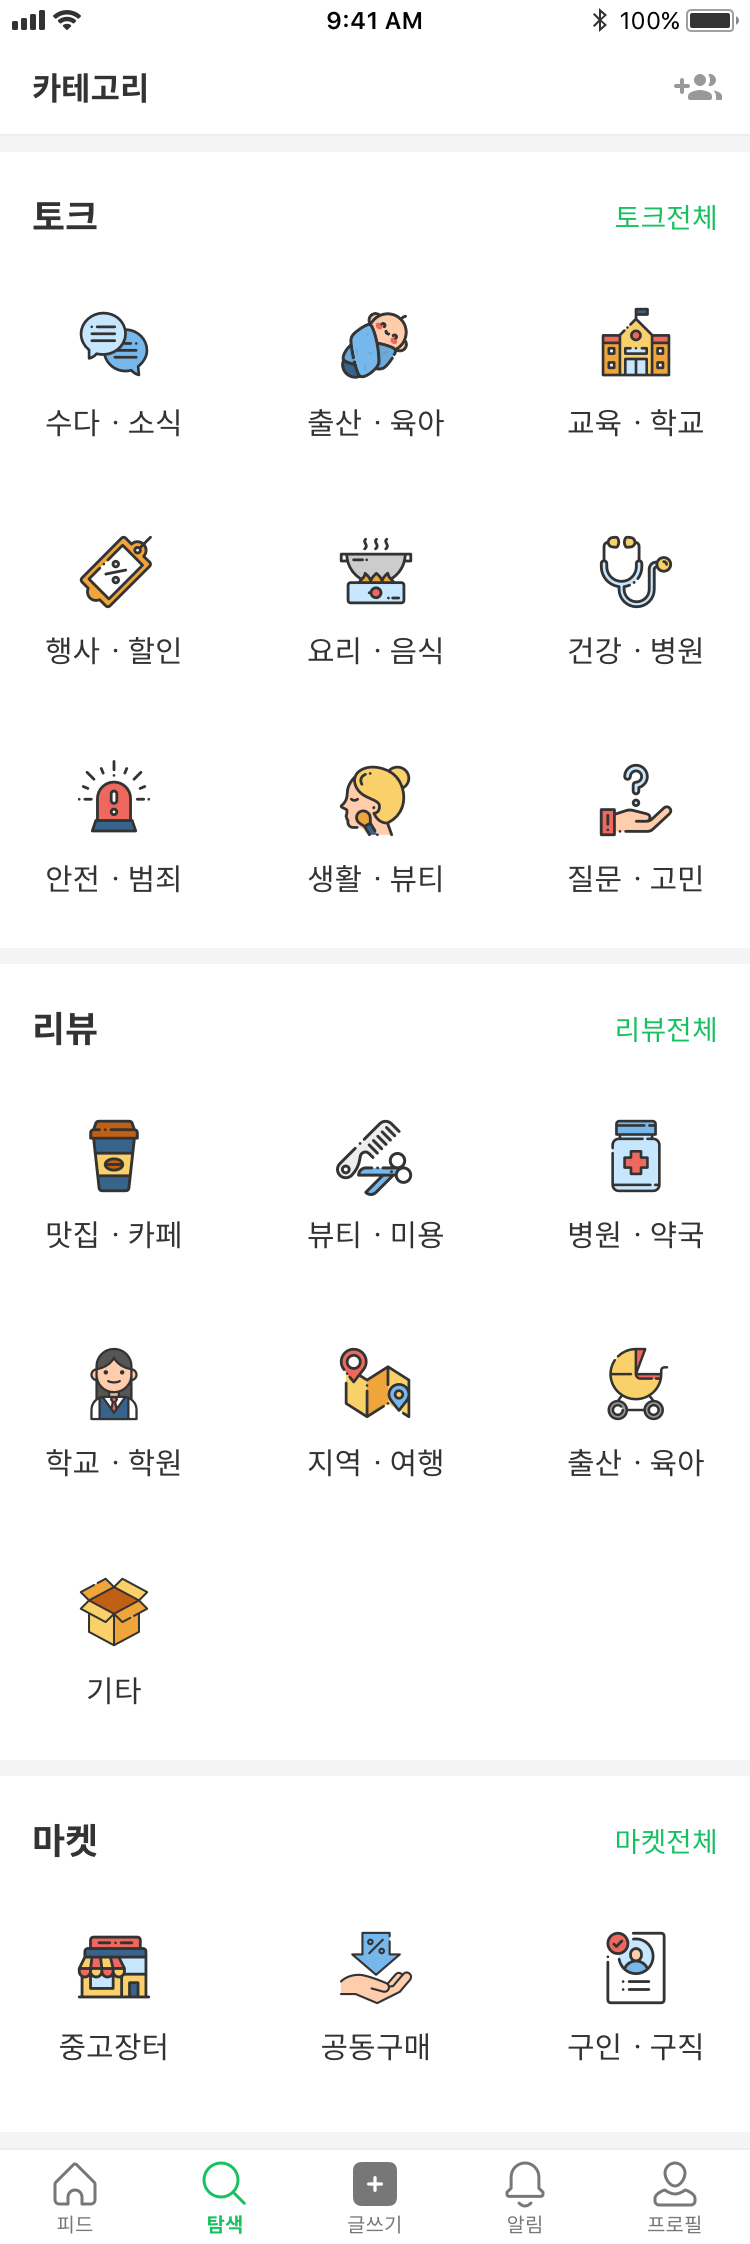 9:41 AM 100%
카테고리
토크 토크전체
수다 · 소식 출산 · 육아 교육 · 학교
행사 · 할인 요리 · 음식 건강 · 병원
안전 · 범죄 생활 · 뷰티 질문 · 고민
리뷰 리뷰전체
맛집 · 카페 뷰티 · 미용 병원 · 약국
학교 · 학원 지역 · 여행 출산 · 육아
기타
마켓 마켓전체
중고장터 공동구매 구인 · 구직
피드 탐색 글쓰기 알림 프로필